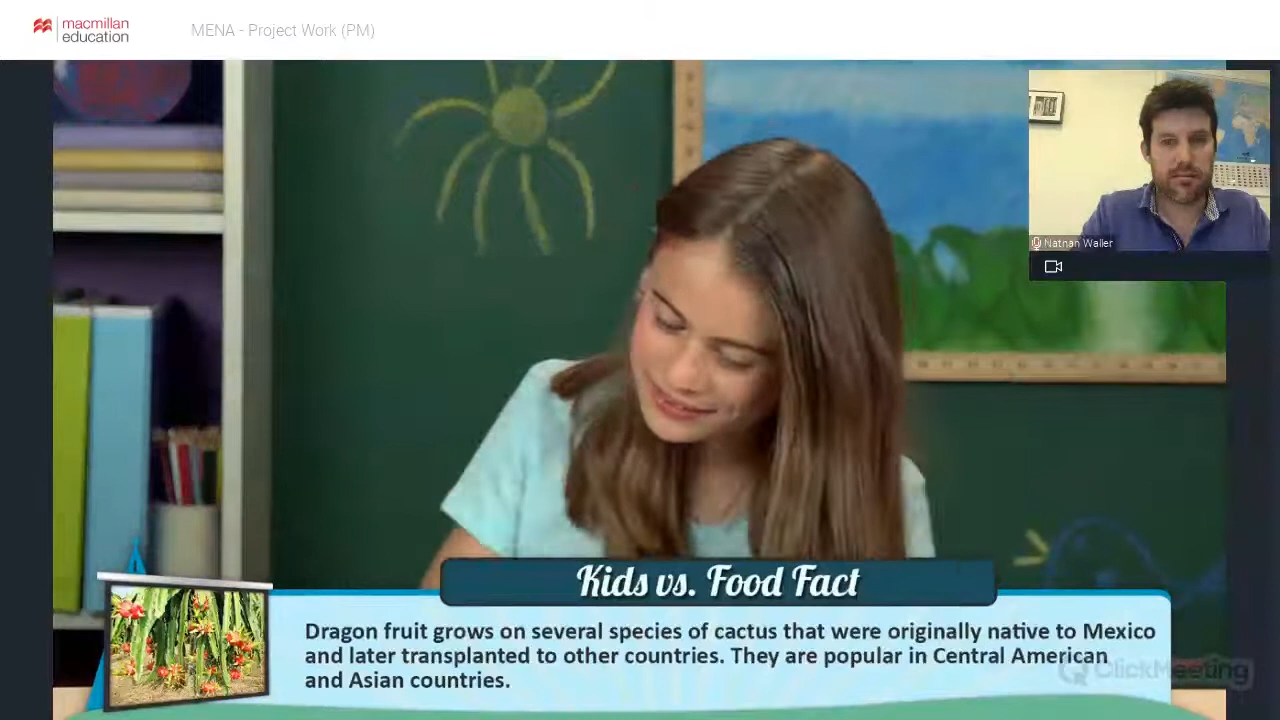 macmillan
education
MENA - Project Work (PM)
Nathan Waller
Kids vs. Food Fact
Dragon fruit grows on several species of cactus that were originally native to Mexico
and later transplanted to other countries. They are popular in Central American
and Asian countries.
ClickMeeting